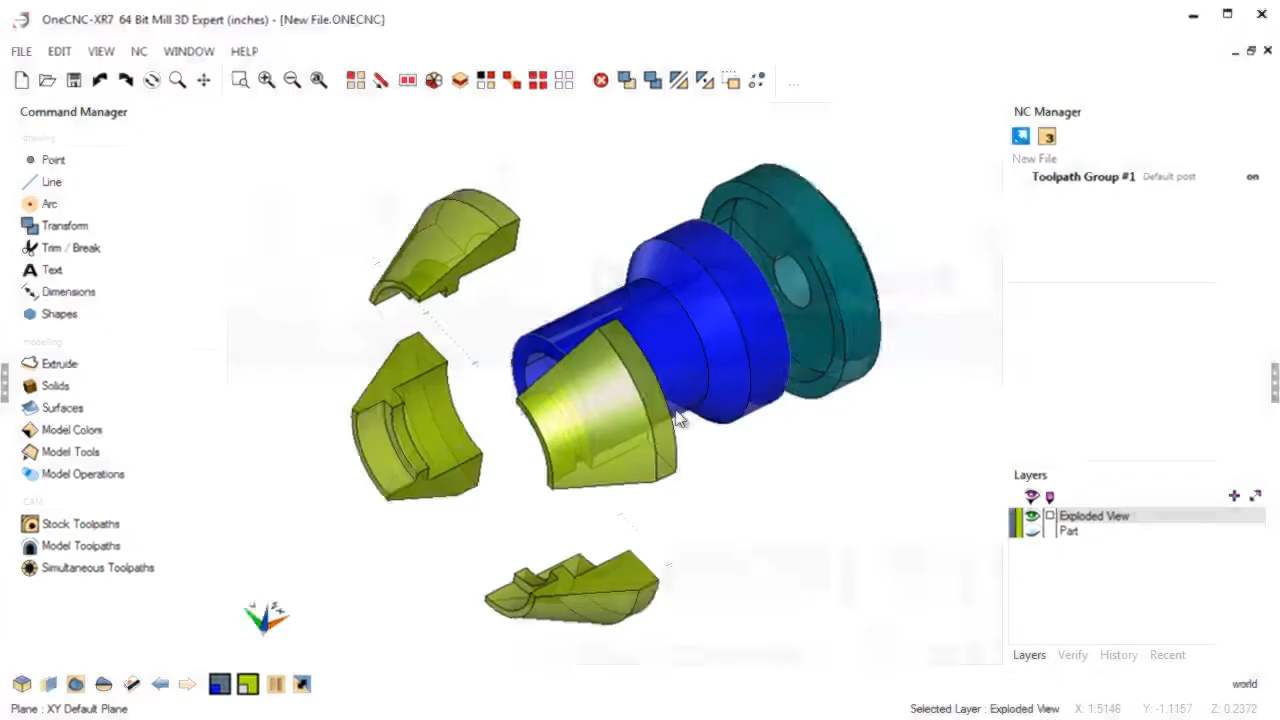 OneCNC-XR7 64 Bit Mill 3D Expert (inches) - [New File.ONECNC]
FILE EDIT VIEW NC WINDOW HELP
Command Manager
drawing
Point
Line
Arc
Transform
Trim / Break
Text
Dimensions
Shapes
modelling
Extrude
Solids
Surfaces
Model Colors
Model Tools
Model Operations
CAM
Stock Toolpaths
Model Toolpaths
Simultaneous Toolpaths
NC Manager
3
New File
Toolpath Group #1 Default post on
Layers
Exploded View
Part
Layers Verify History Recent
world
Plane : XY Default Plane
Selected Layer : Exploded View X: 1.5146 Y: -1.1157 Z: 0.2372